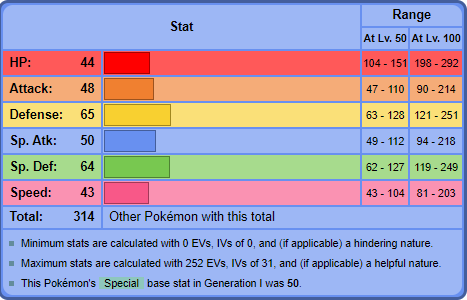 Stat Range
At Lv. 50 At Lv. 100
HP: 44 104 - 151 198 - 292
Attack: 48 47 - 110 90 - 214
Defense: 65 63 - 128 121 - 251
Sp. Atk: 50 49 - 112 94 - 218
Sp. Def: 64 62 - 127 119 - 249
Speed: 43 43 - 104 81 - 203
Total: 314 Other Pokémon with this total
Minimum stats are calculated with 0 EVs, IVs of 0, and (if applicable) a hindering nature.
Maximum stats are calculated with 252 EVs, IVs of 31, and (if applicable) a helpful nature.
This Pokémon's Special base stat in Generation I was 50.